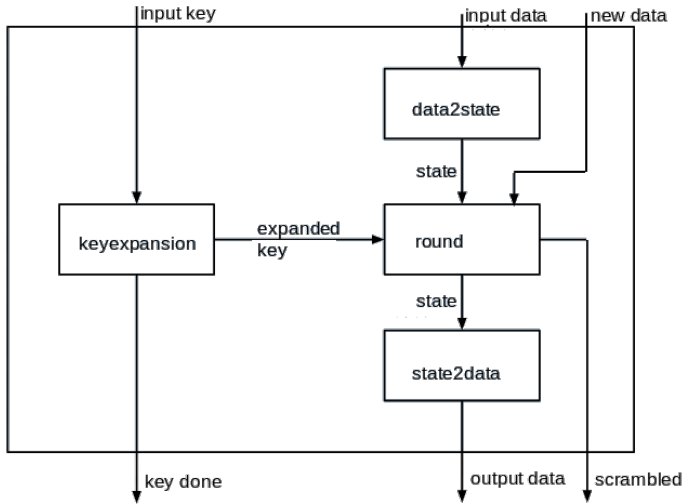 input key
input data
new data
data2state
state
keyexpansion
expanded
key
round
state
state2data
key done
output data
scrambled